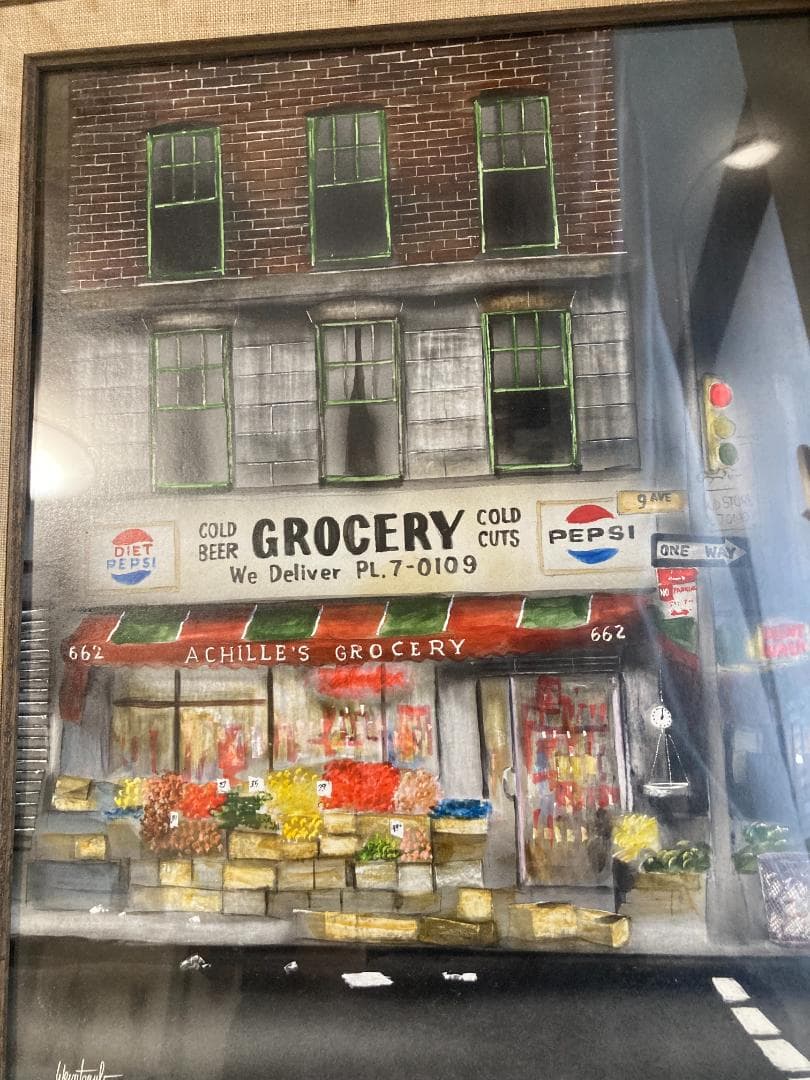 9 AVE
COLD BEER
GROCERY
COLD CUTS
We Deliver PL.7-0109
DIET PEPSI
PEPSI
ONE WAY
NO
662
ACHILLE'S GROCERY
662